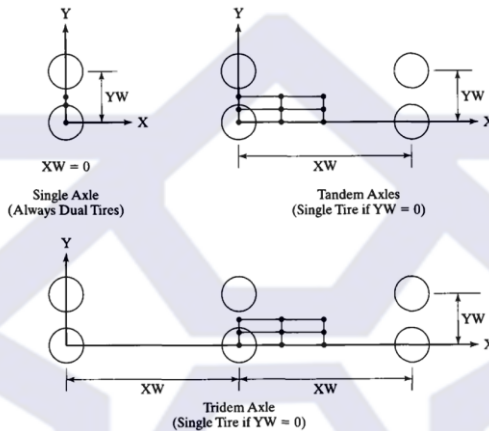 Y
YW
X
XW = 0
Single Axle
(Always Dual Tires)
Y
YW
X
XW
Tandem Axles
(Single Tire if YW = 0)
Y
YW
X
XW
XW
Tridem Axle
(Single Tire if YW = 0)